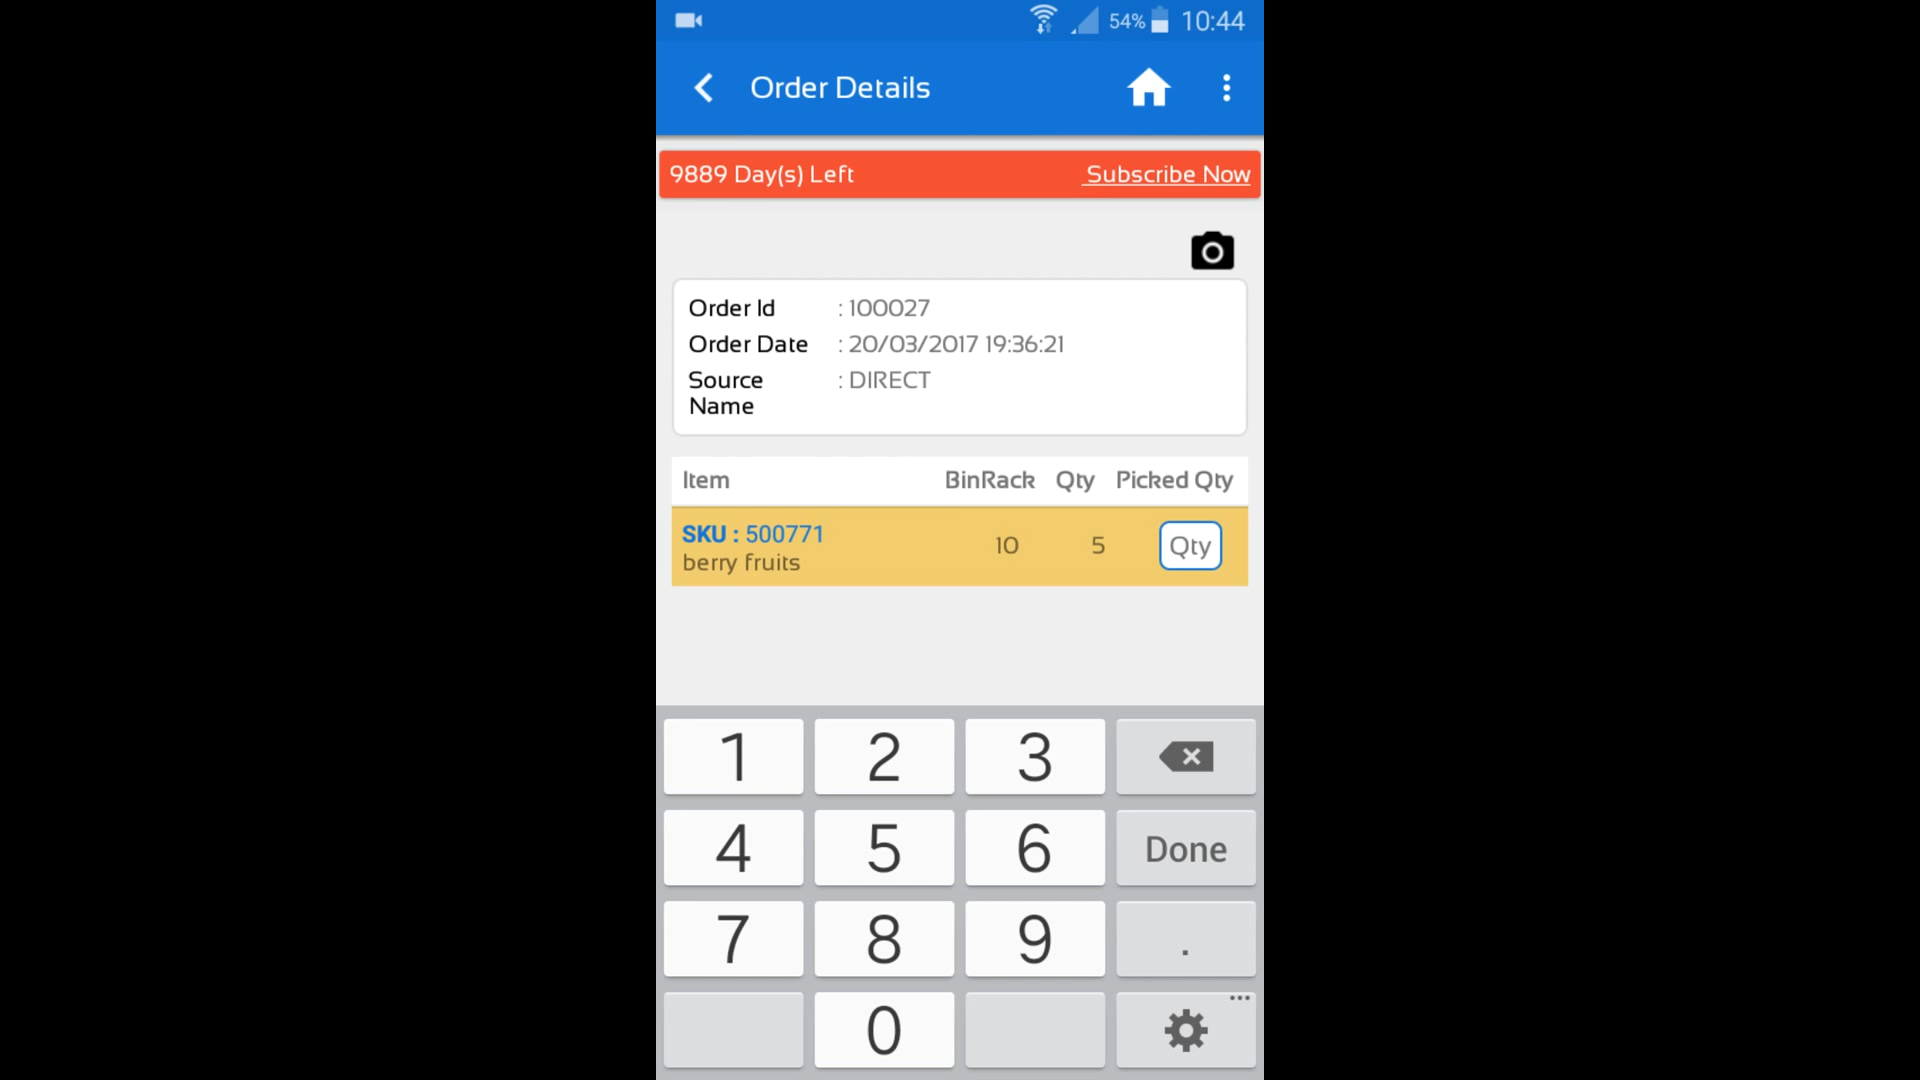 54% 10:44
Order Details
9889 Day(s) Left Subscribe Now
Order Id : 100027
Order Date : 20/03/2017 19:36:21
Source Name : DIRECT
Item BinRack Qty Picked Qty
SKU : 500771
berry fruits 10 5 Qty
1 2 3
4 5 6 Done
7 8 9 .
0